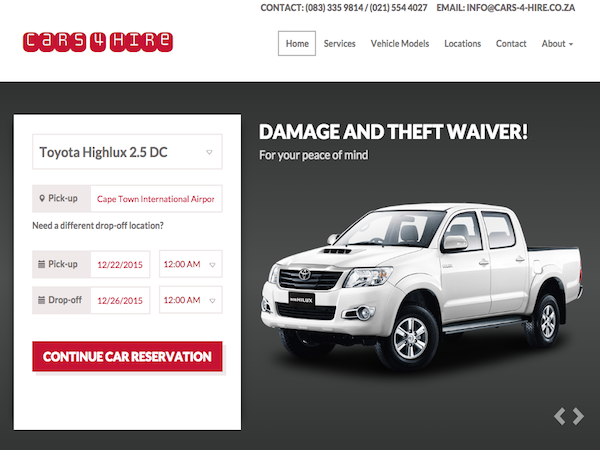 CONTACT: (083) 335 9814 / (021) 554 4027 EMAIL: INFO@CARS-4-HIRE.CO.ZA
CARS 4 HIRE
Home Services Vehicle Models Locations Contact About
DAMAGE AND THEFT WAIVER!
For your peace of mind
Toyota Highlux 2.5 DC
Pick-up Cape Town International Airpor
Need a different drop-off location?
Pick-up 12/22/2015 12:00 AM
Drop-off 12/26/2015 12:00 AM
CONTINUE CAR RESERVATION
HILUX